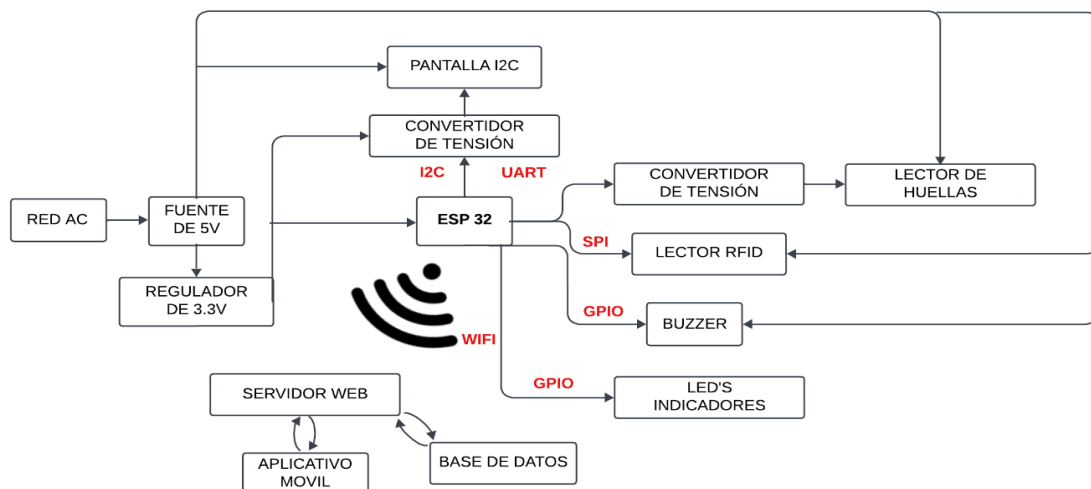 PANTALLA I2C
CONVERTIDOR
DE TENSIÓN
I2C
UART
CONVERTIDOR
DE TENSIÓN
LECTOR DE
HUELLAS
RED AC
FUENTE
DE 5V
ESP 32
SPI
LECTOR RFID
REGULADOR
DE 3.3V
GPIO
BUZZER
WIFI
GPIO
LED'S
INDICADORES
SERVIDOR WEB
BASE DE DATOS
APLICATIVO
MOVIL